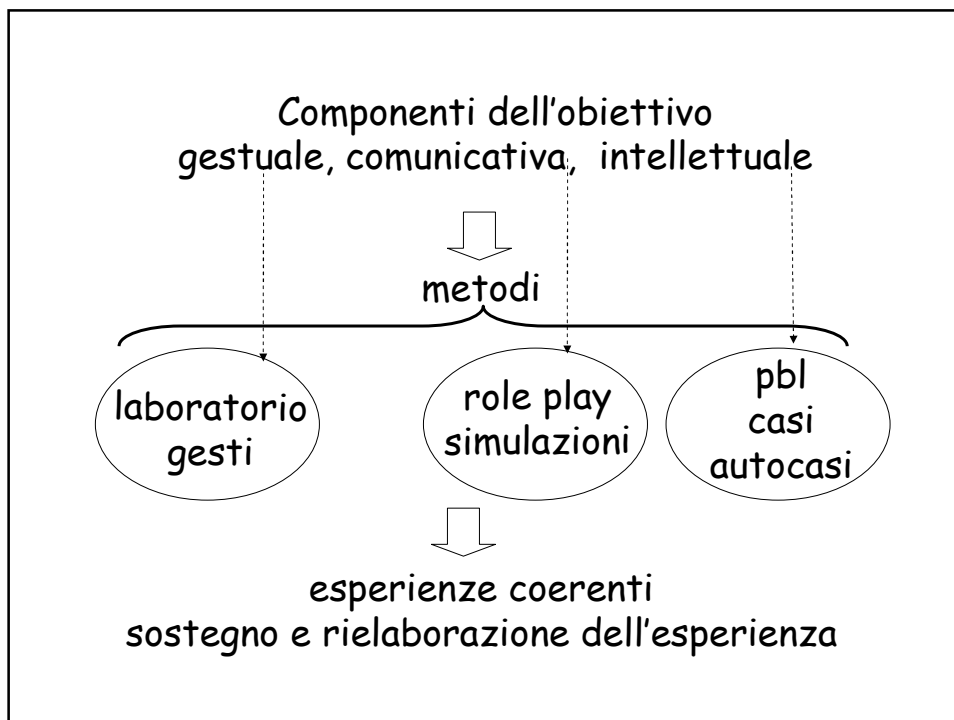 Componenti dell'obiettivo
gestuale, comunicativa, intellettuale
metodi
laboratorio
gesti
role play
simulazioni
pbl
casi
autocasi
esperienze coerenti
sostegno e rielaborazione dell'esperienza